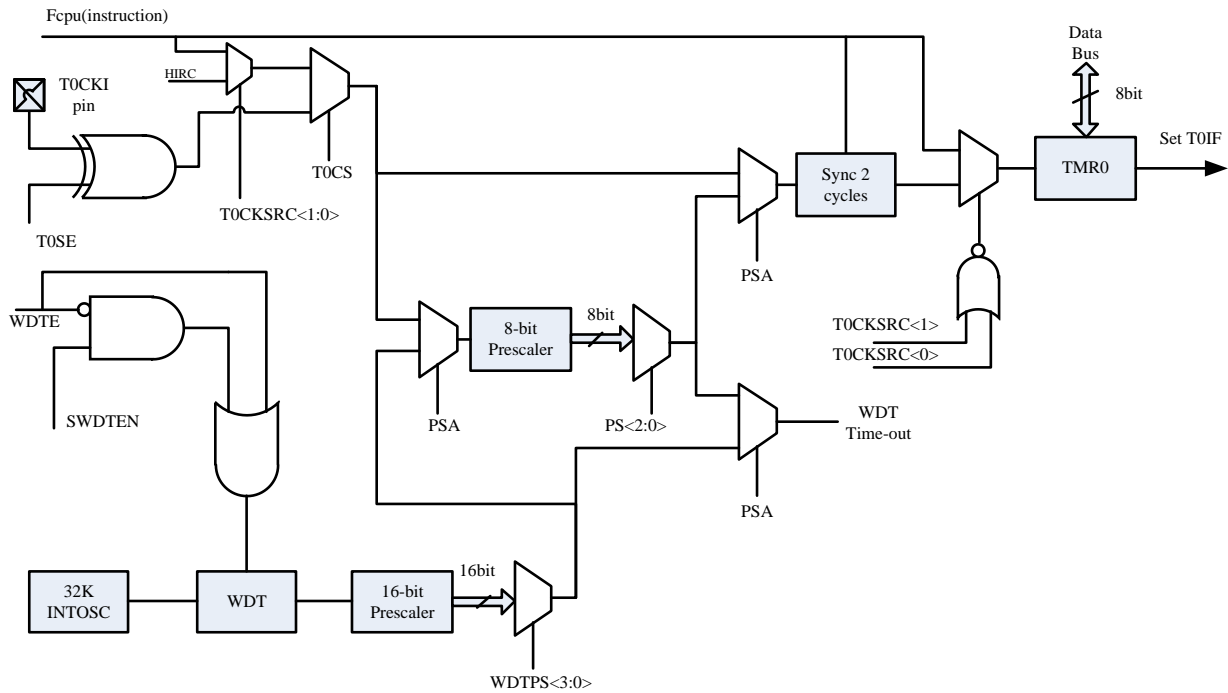 Fcpu(instruction)
HIRC
T0CKI
pin
T0CS
T0CKSRC<1:0>
T0SE
Data
Bus
8bit
Set T0IF
Sync 2
cycles
TMR0
PSA
WDTE
SWDTEN
8-bit
Prescaler
8bit
PSA
PS<2:0>
T0CKSRC<1>
T0CKSRC<0>
WDT
Time-out
PSA
32K
INTOSC
WDT
16-bit
Prescaler
16bit
WDTPS<3:0>